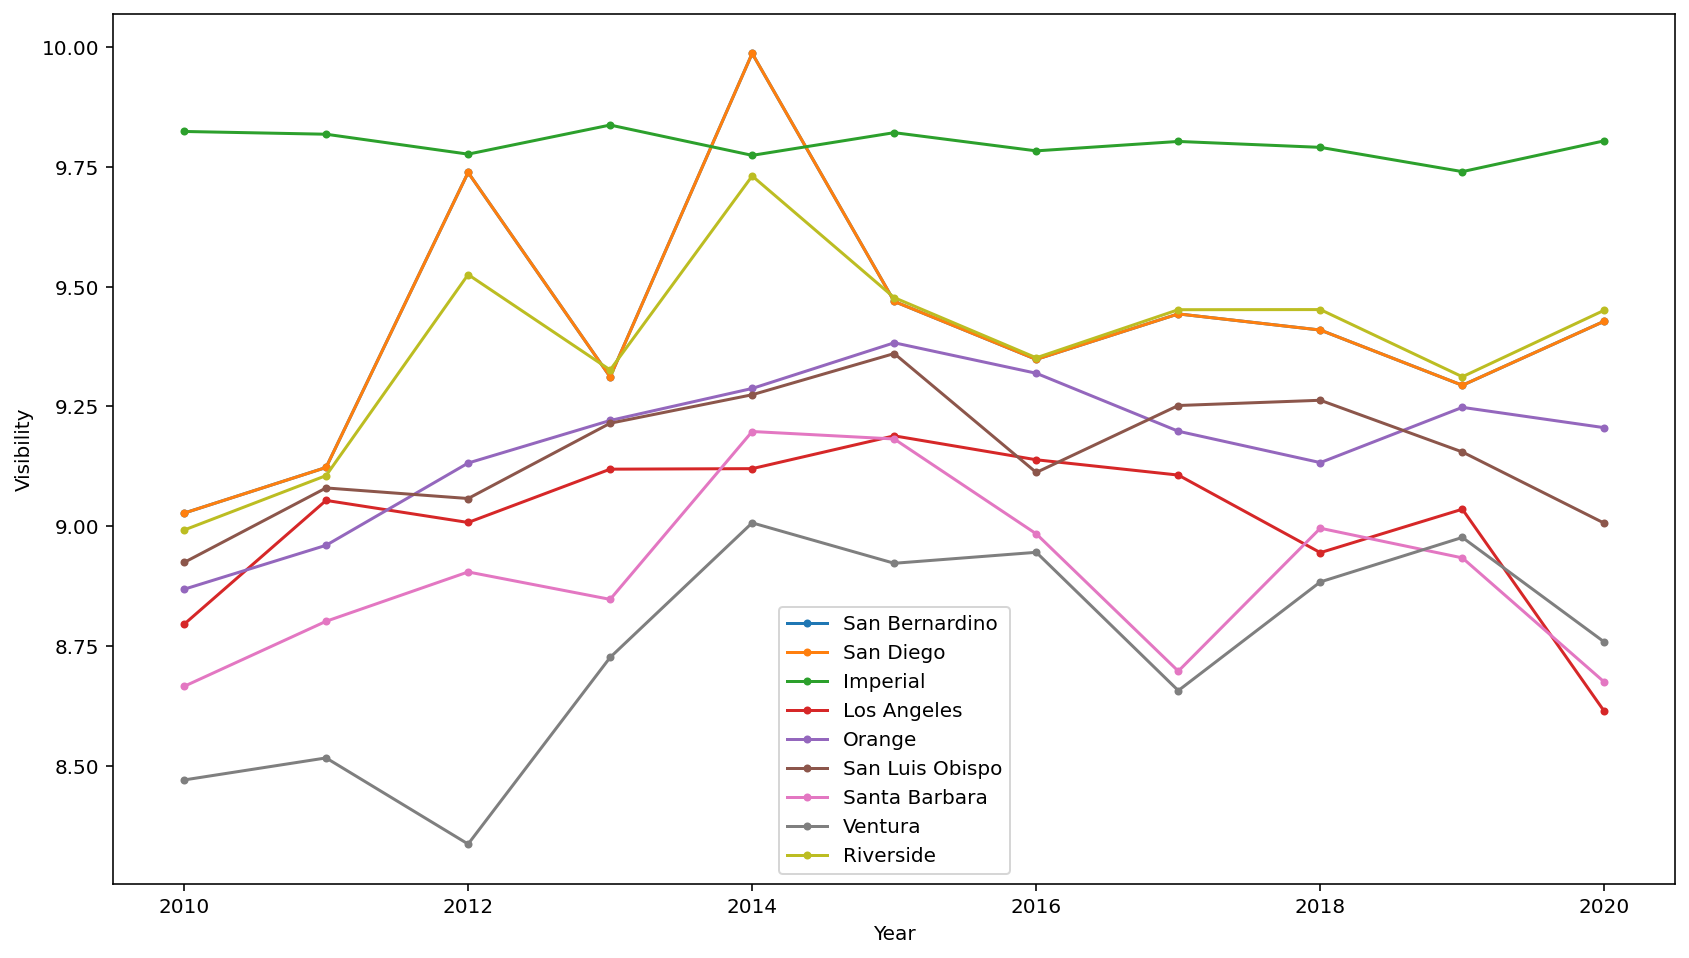 10.00
9.75
9.50
9.25
9.00
8.75
8.50
Visibility
San Bernardino
San Diego
Imperial
Los Angeles
Orange
San Luis Obispo
Santa Barbara
Ventura
Riverside
2010 2012 2014 2016 2018 2020
Year